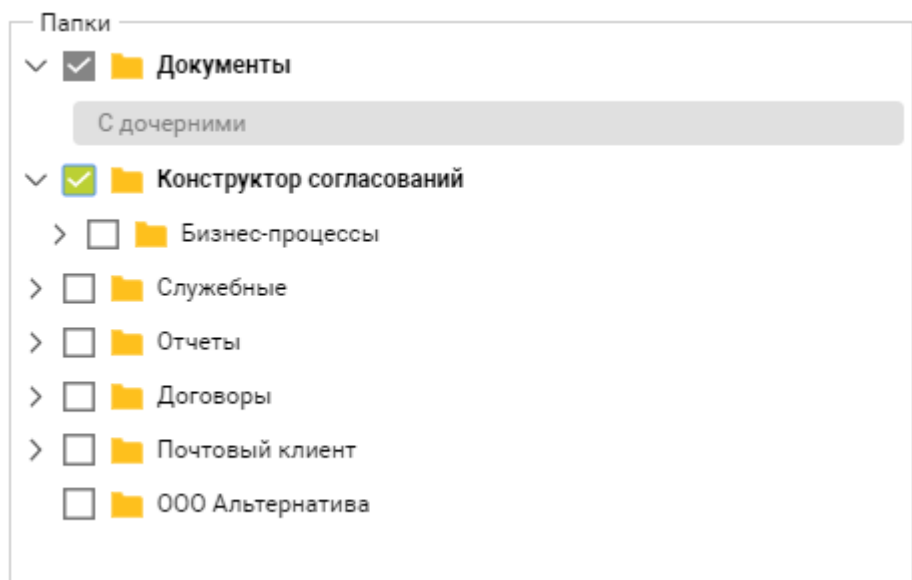 Папки
Документы
С дочерними
Конструктор согласований
Бизнес-процессы
Служебные
Отчеты
Договоры
Почтовый клиент
ООО Альтернатива